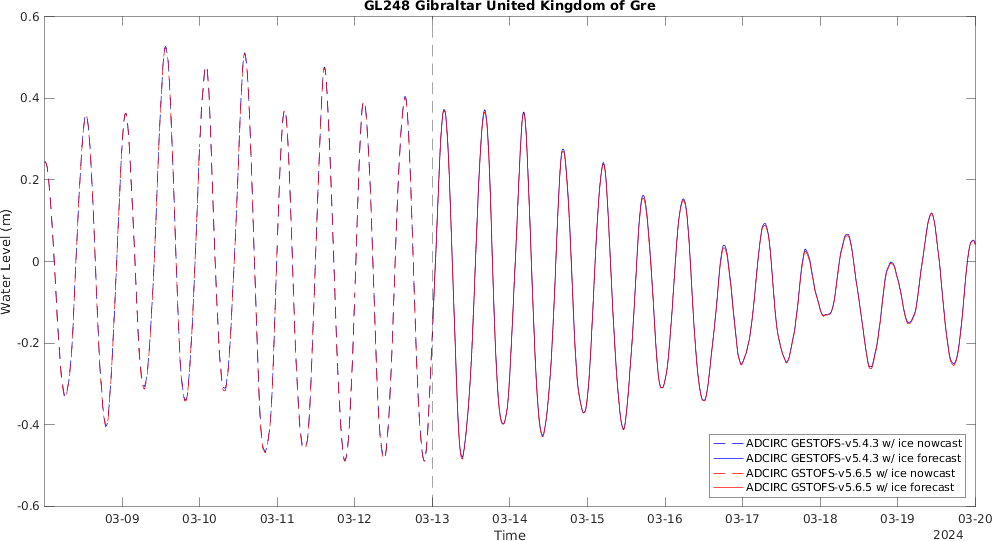 GL248 Gibraltar United Kingdom of Gre
0.6
0.4
0.2
0
-0.2
-0.4
-0.6
Water Level (m)
ADCIRC GESTOFS-v5.4.3 w/ ice nowcast
ADCIRC GESTOFS-v5.4.3 w/ ice forecast
ADCIRC GSTOFS-v5.6.5 w/ ice nowcast
ADCIRC GSTOFS-v5.6.5 w/ ice forecast
03-09 03-10 03-11 03-12 03-13 03-14 03-15 03-16 03-17 03-18 03-19 03-20
Time
2024